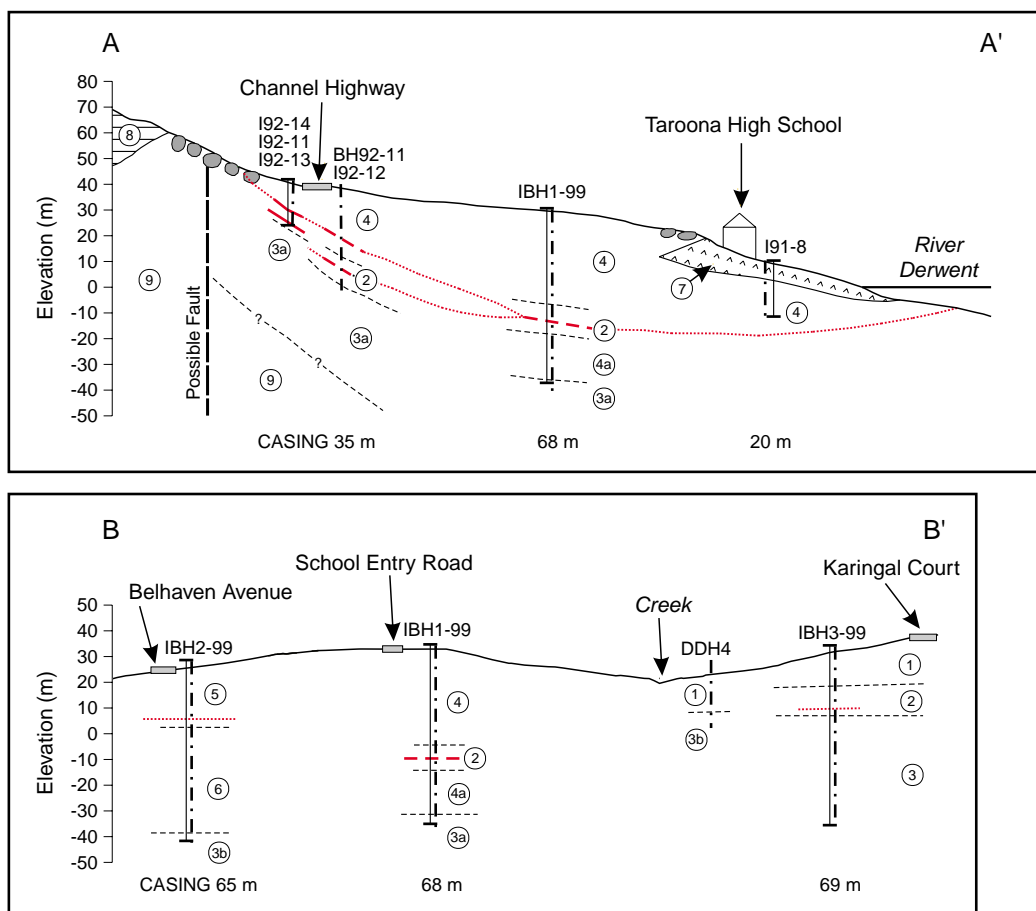 A
A'
Channel Highway
Taroona High School
I92-14
I92-11
I92-13
BH92-11
I92-12
IBH1-99
I91-8
River
Derwent
Elevation (m)
80
70
60
50
40
30
20
10
0
-10
-20
-30
-40
-50
8
9
Possible Fault
?
?
9
3a
4
2
3a
4
2
4a
3a
7
4
CASING 35 m
68 m
20 m
B
B'
Belhaven Avenue
School Entry Road
Creek
Karingal Court
IBH2-99
IBH1-99
DDH4
IBH3-99
Elevation (m)
50
40
30
20
10
0
-10
-20
-30
-40
-50
5
6
3b
4
2
4a
3a
1
3b
1
2
3
CASING 65 m
68 m
69 m